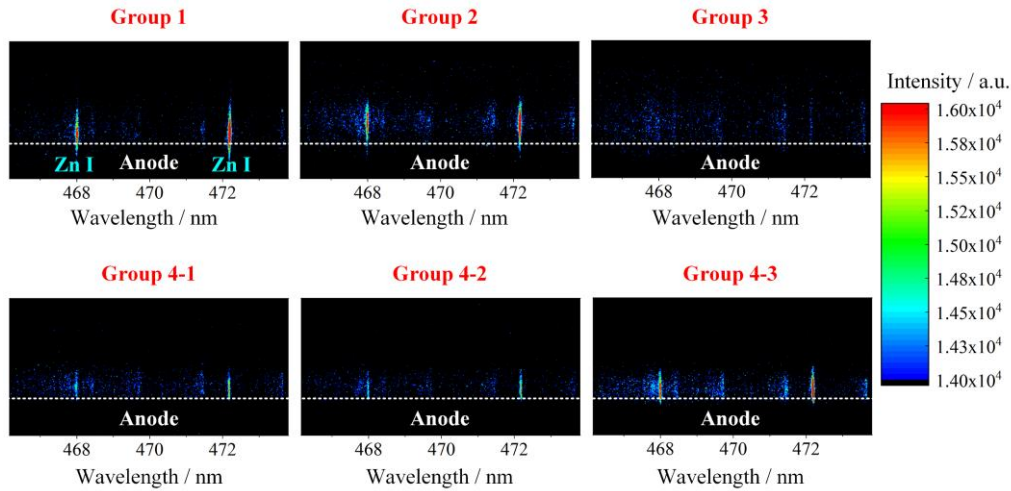 Group 1
Group 2
Group 3
Zn I
Anode
Zn I
Anode
Anode
468
470
472
468
470
472
468
470
472
Wavelength / nm
Wavelength / nm
Wavelength / nm
Intensity / a.u.
1.60x10⁴
1.57x10⁴
1.55x10⁴
1.52x10⁴
1.50x10⁴
1.48x10⁴
1.45x10⁴
1.43x10⁴
1.40x10⁴
Group 4-1
Group 4-2
Group 4-3
Anode
Anode
Anode
468
470
472
468
470
472
468
470
472
Wavelength / nm
Wavelength / nm
Wavelength / nm